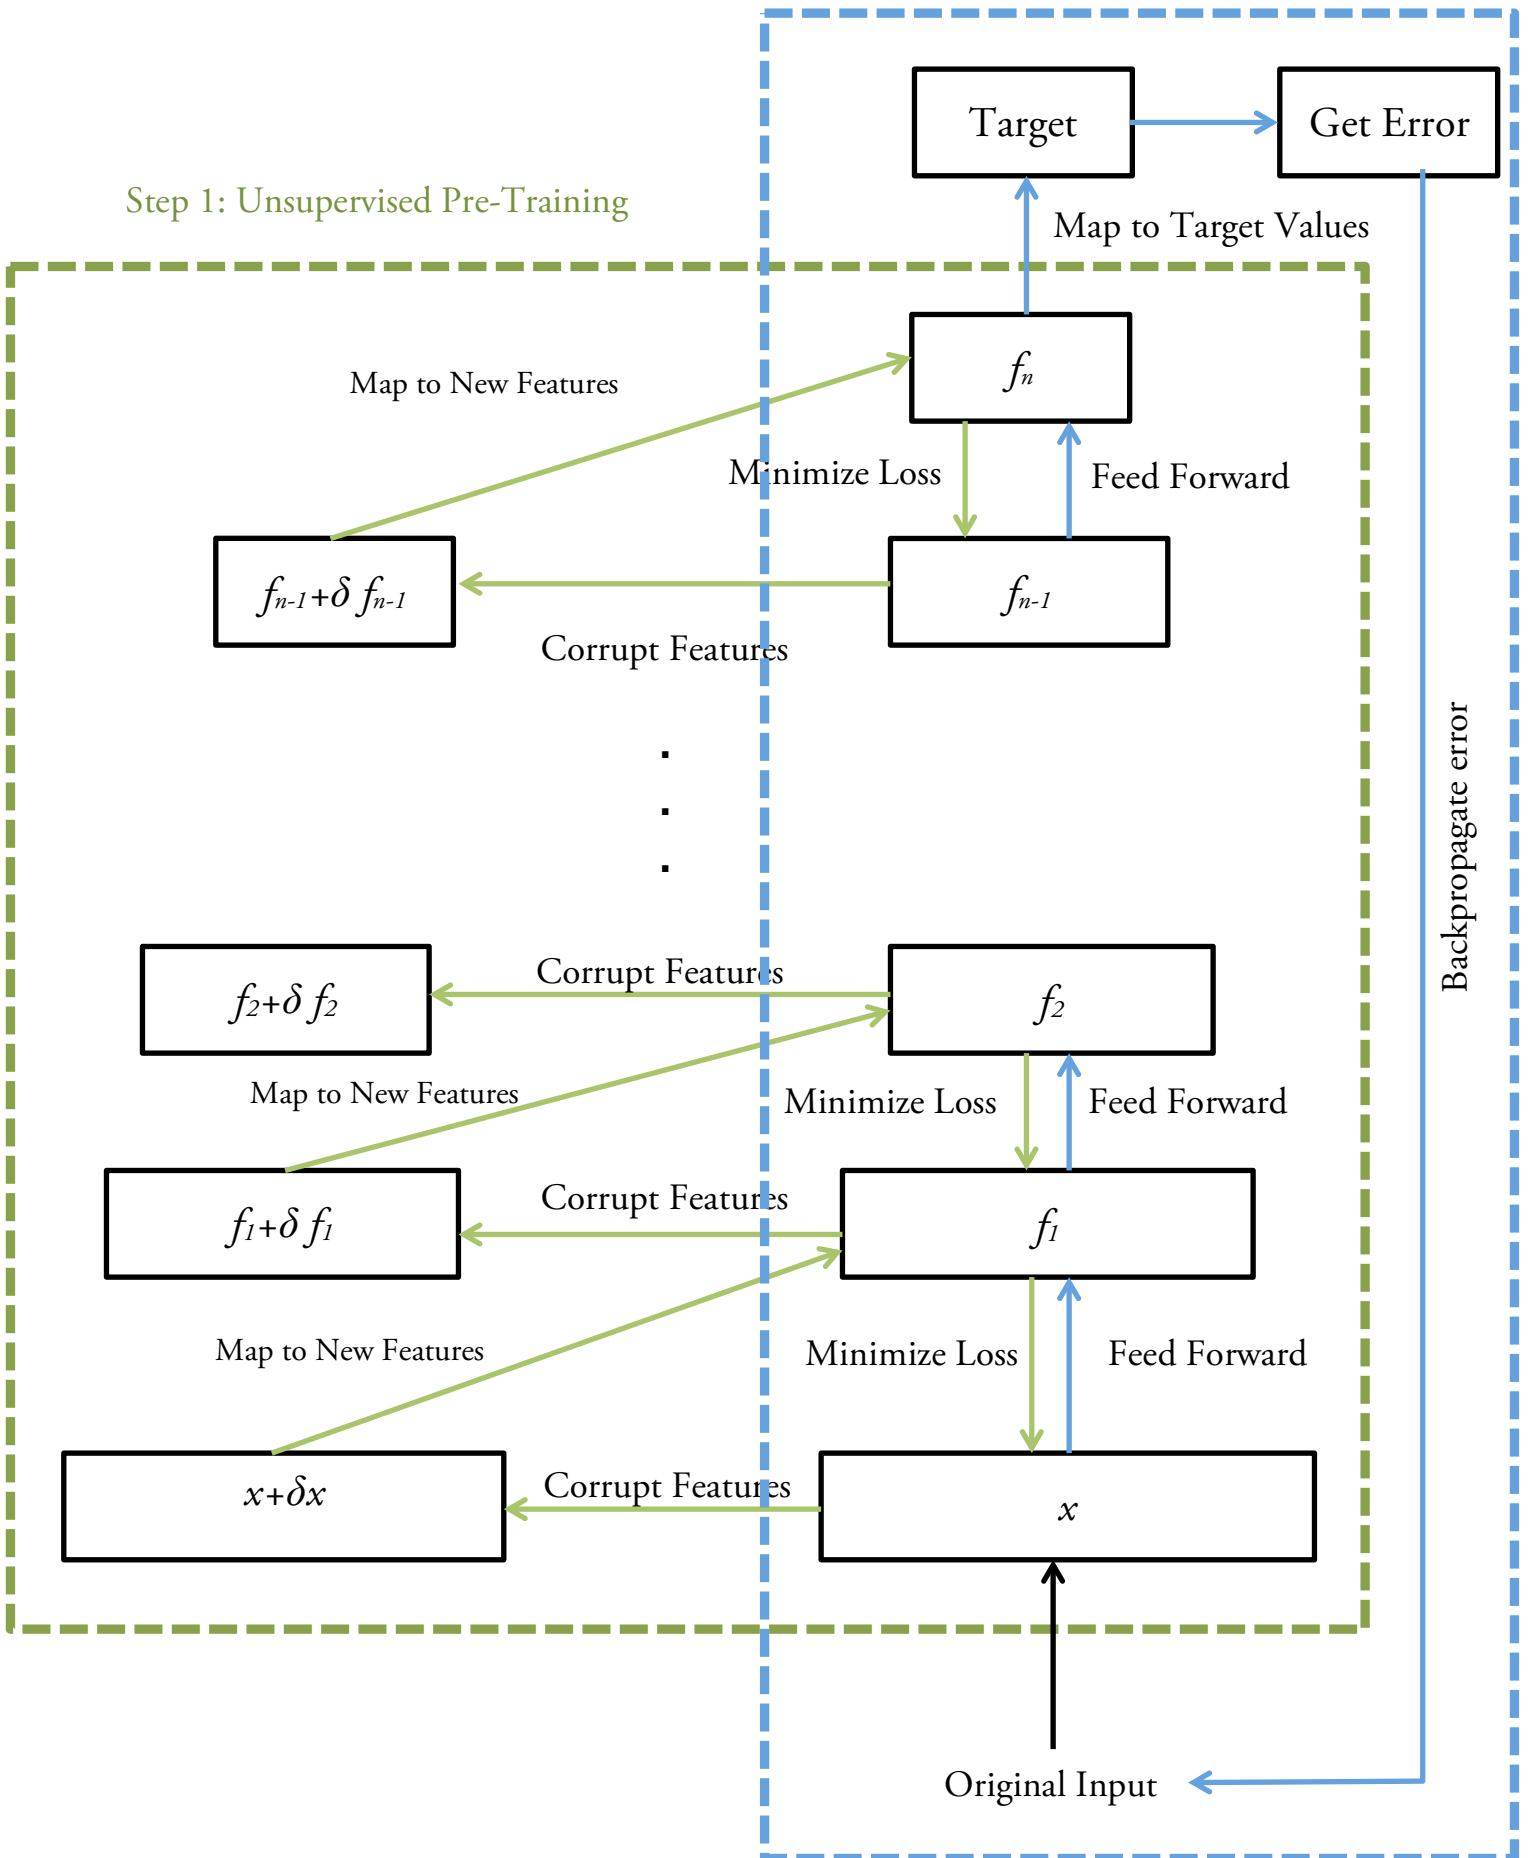 Target
Get Error
Step 1: Unsupervised Pre-Training
Map to Target Values
fn
Map to New Features
Minimize Loss
Feed Forward
fn-1+δ fn-1
fn-1
Corrupt Features
.
.
.
Backpropagate error
Corrupt Features
f2+δ f2
f2
Map to New Features
Minimize Loss
Feed Forward
Corrupt Features
f1+δ f1
f1
Map to New Features
Minimize Loss
Feed Forward
Corrupt Features
x+δx
x
Original Input